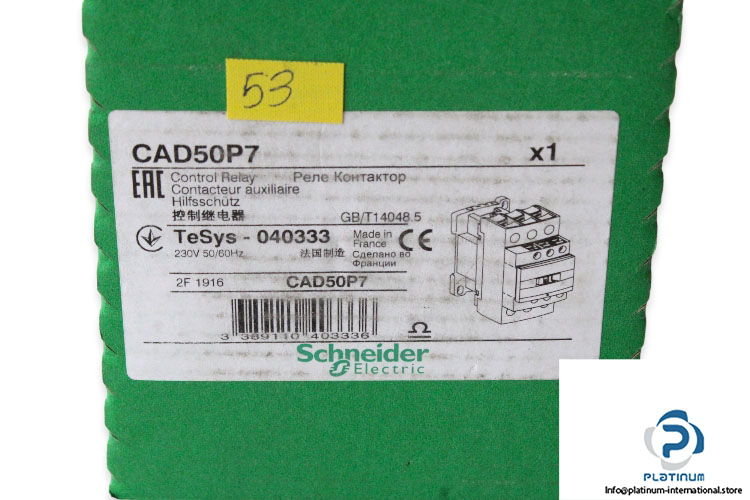 53
CAD50P7 x1
EAC Control Relay Реле Контактор
Contacteur auxiliaire
Hilfsschütz
控制继电器 GB/T14048.5
TeSys - 040333 Made in France CE
230V 50/60Hz 法国制造 Сделано во Франции
2F 1916 CAD50P7
3 389110 403336
Schneider
Electric
PLATINUM
Info@platinum-international.store